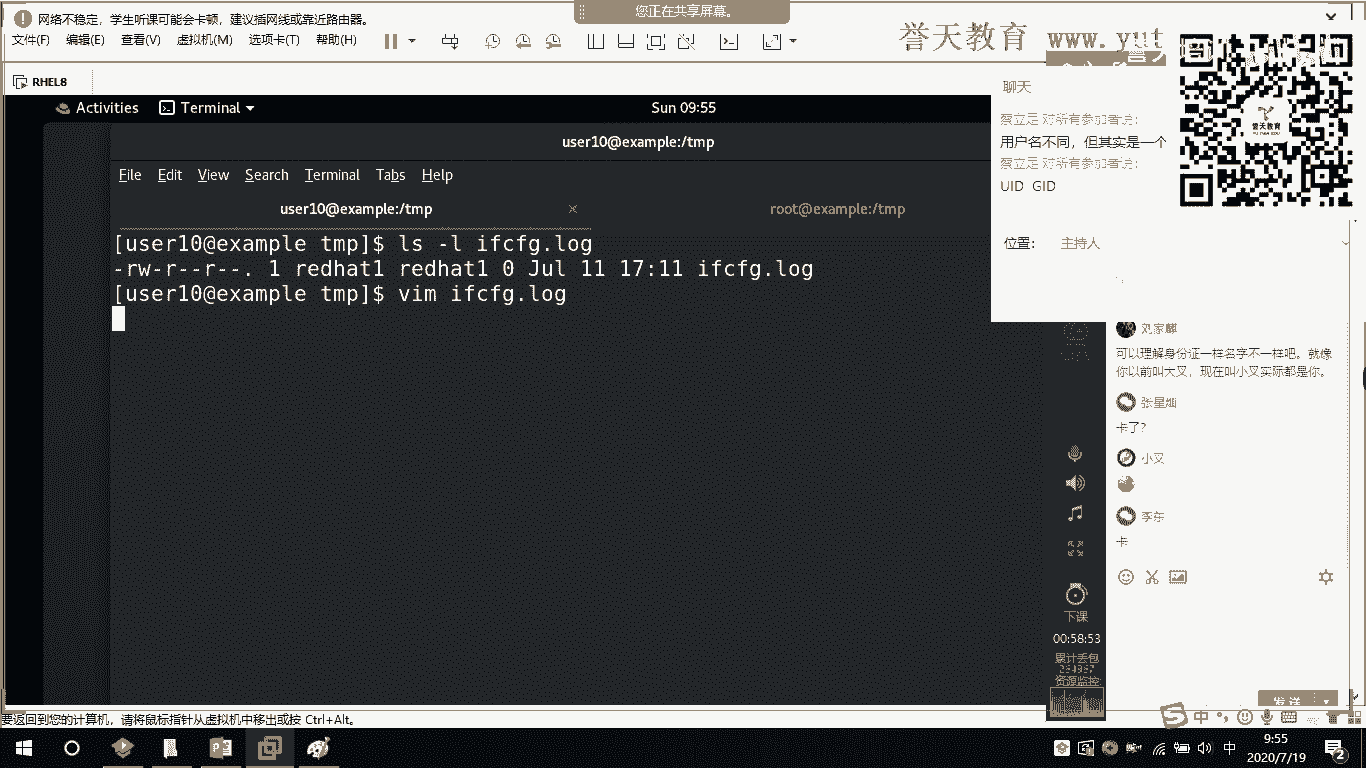 网络不稳定，学生听课可能会卡顿，建议插网线或靠近路由器。
您正在共享屏幕。
文件(F) 编辑(E) 查看(V) 虚拟机(M) 选项卡(T) 帮助(H)
誉天教育 www.yut
RHEL8
聊天
Activities Terminal Sun 09:55
user10@example:/tmp
对所有参加者说:
用户名不同，但其实是一个
对所有参加者说:
UID GID
File Edit View Search Terminal Tabs Help
user10@example:/tmp × root@example:/tmp
位置: 主持人
[user10@example tmp]$ ls -l ifcfg.log
-rw-r--r--. 1 redhat1 redhat1 0 Jul 11 17:11 ifcfg.log
[user10@example tmp]$ vim ifcfg.log
刘家麟
可以理解身份证一样名字不一样吧。就像
你以前叫大叉，现在叫小叉实际都是你。
卡了?
小叉
李东
卡
下课
00:58:53
累计丢包
资源监控:
发送
要返回到您的计算机，请将鼠标指针从虚拟机中移出或按 Ctrl+Alt。
中
中
9:55
2020/7/19
2